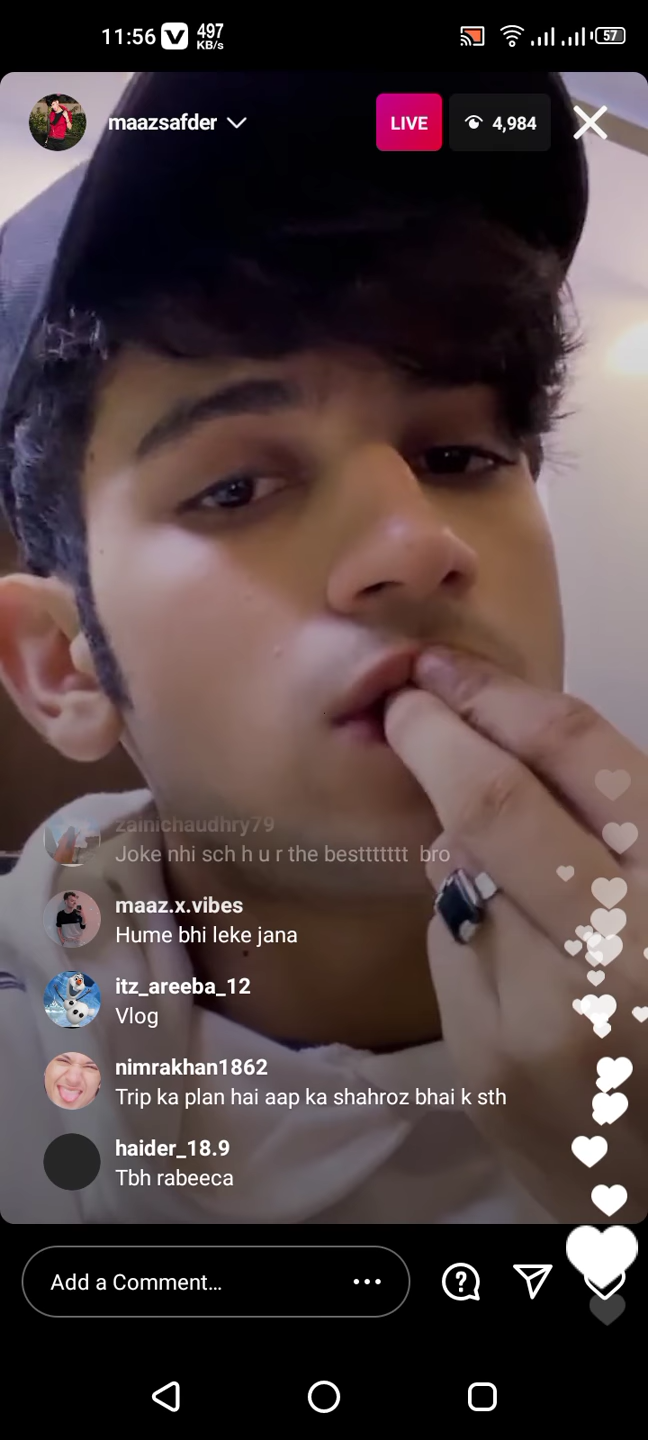 11:56 V 497 KB/s 57
maazsafder LIVE 4,984
zainichaudhry79
Joke nhi sch h u r the bestttttt bro
maaz.x.vibes
Hume bhi leke jana
itz_areeba_12
Vlog
nimrakhan1862
Trip ka plan hai aap ka shahroz bhai k sth
haider_18.9
Tbh rabeeca
Add a Comment...